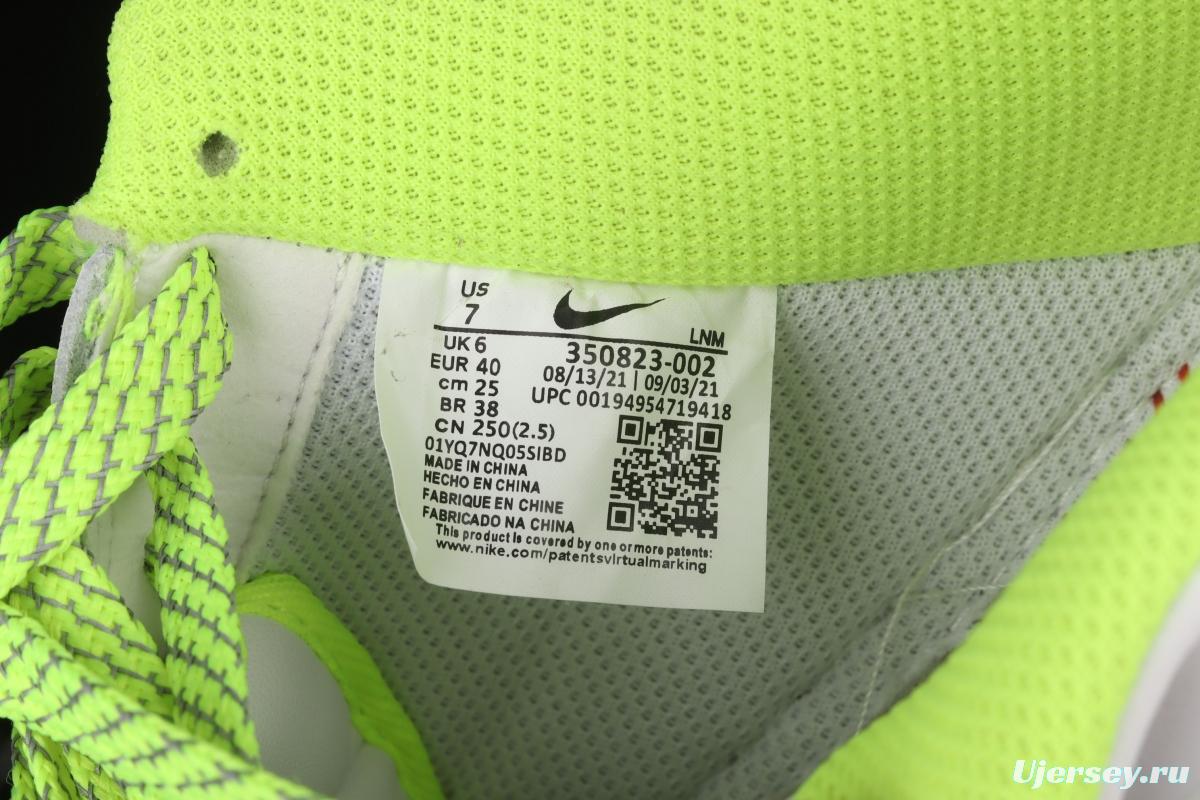 US
7
LNM
UK 6
350823-002
EUR 40
08/13/21 | 09/03/21
cm 25
UPC 00194954719418
BR 38
CN 250(2.5)
01YQ7NQ05SIBD
MADE IN CHINA
HECHO EN CHINA
FABRIQUE EN CHINE
FABRICADO NA CHINA
This product is covered by one or more patents:
www.nike.com/patentsvirtualmarking
Ujersey.ru